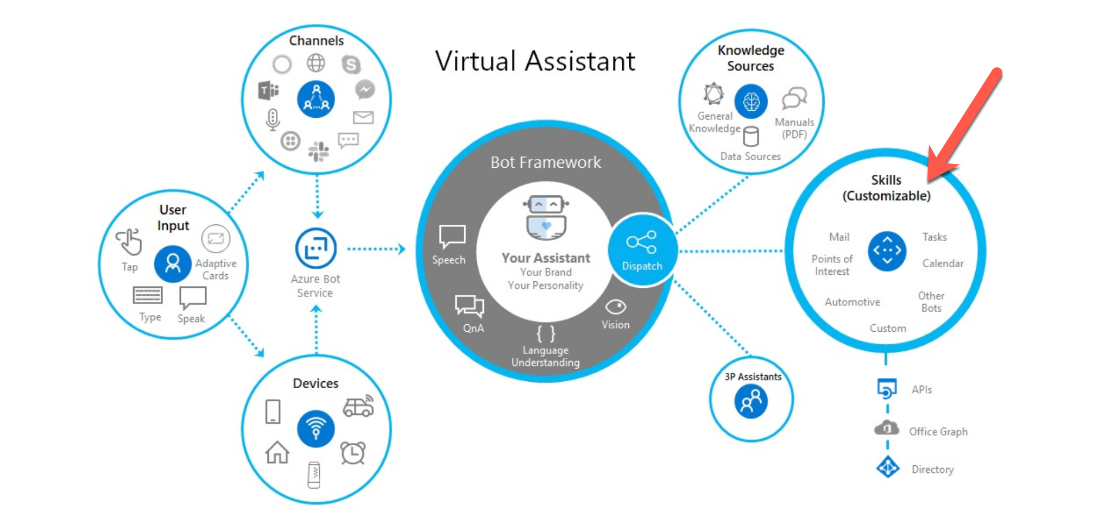 Virtual Assistant
Channels
User
Input
Tap
Adaptive
Cards
Type
Speak
Azure Bot
Service
Devices
Bot Framework
Speech
Your Assistant
Your Brand
Your Personality
Dispatch
QnA
Vision
{ }
Language
Understanding
Knowledge
Sources
General
Knowledge
Manuals
(PDF)
Data Sources
3P Assistants
Skills
(Customizable)
Mail
Tasks
Points of
Interest
Calendar
Automotive
Other
Bots
Custom
APIs
Office Graph
Directory